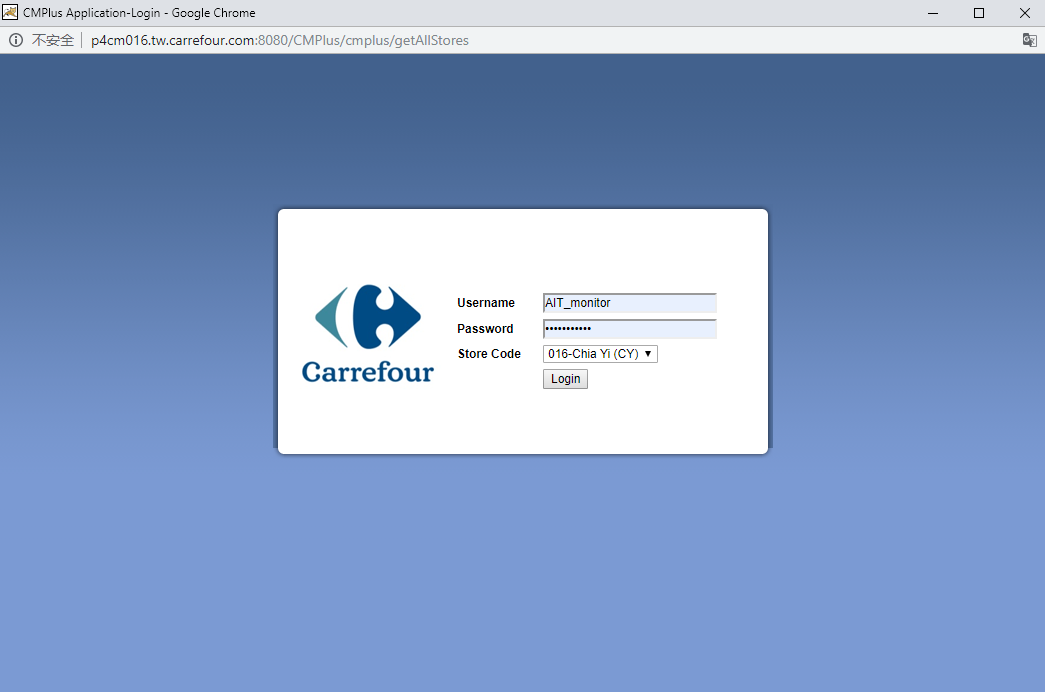 CMPlus Application-Login - Google Chrome
不安全 p4cm016.tw.carrefour.com:8080/CMPlus/cmplus/getAllStores
Carrefour
Username AIT_monitor
Password •••••••••••
Store Code 016-Chia Yi (CY) ▼
Login